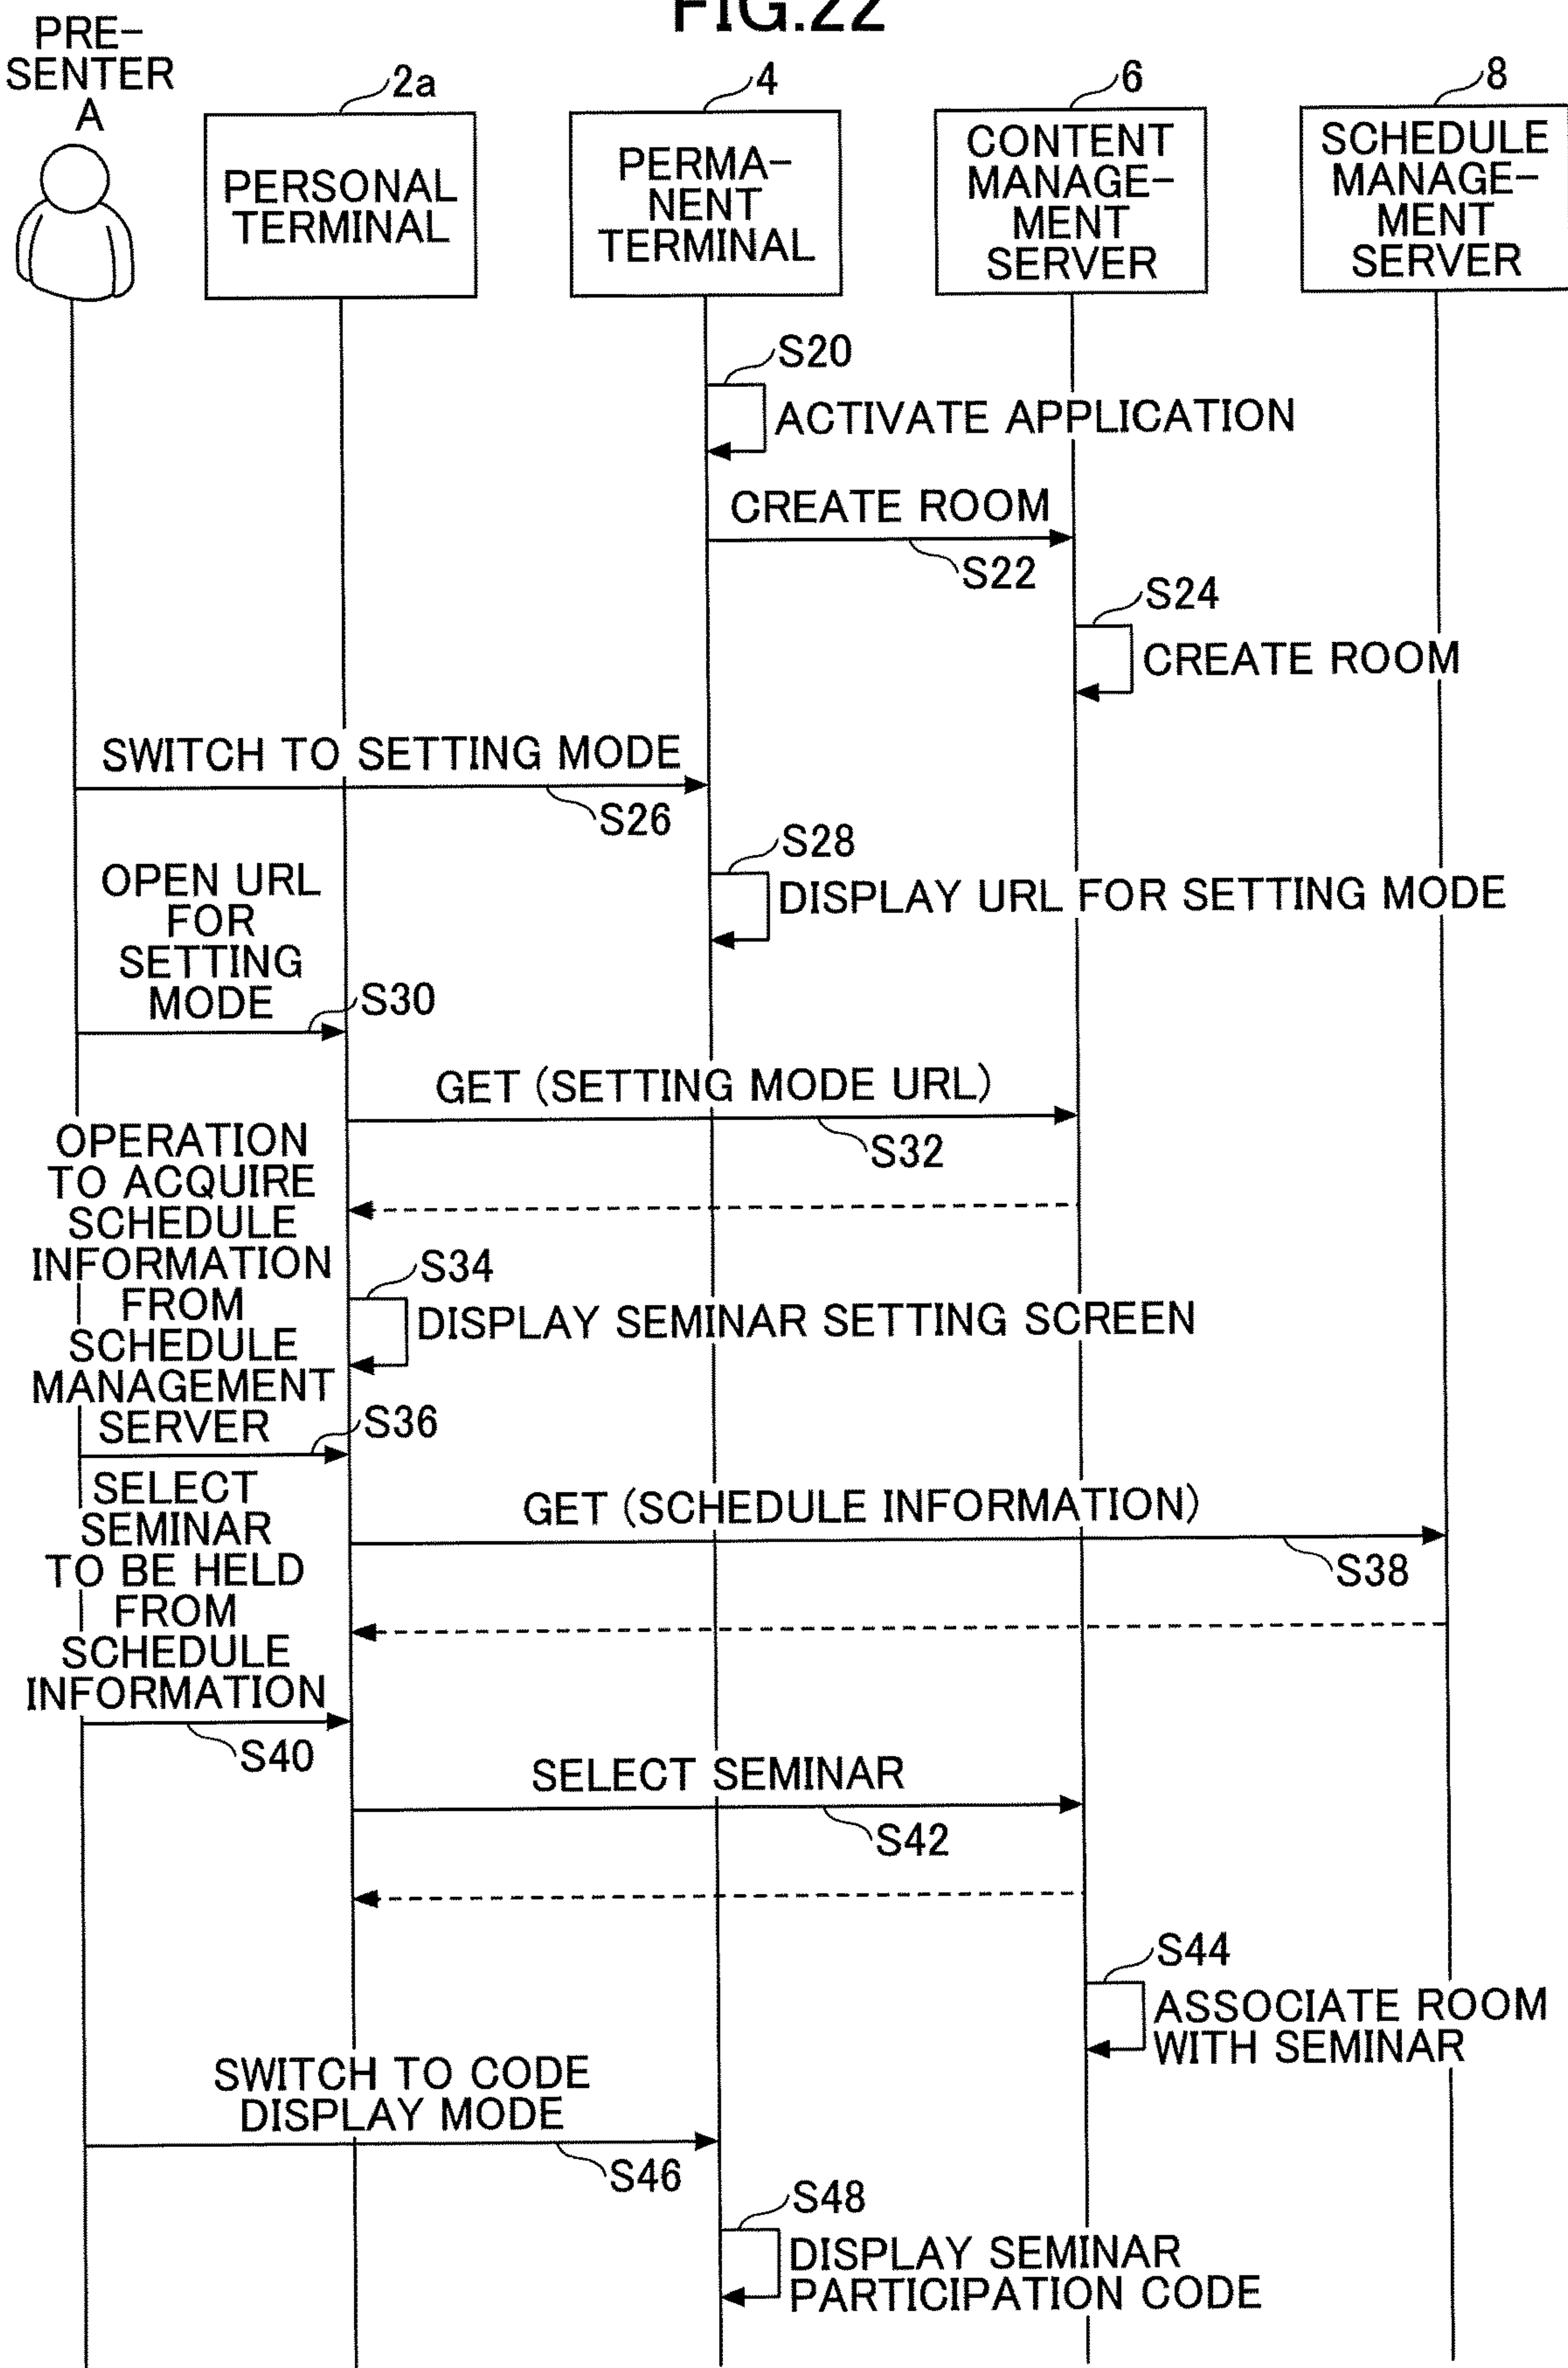 FIG.22
PRE-
SENTER
A
2a
PERSONAL
TERMINAL
4
PERMA-
NENT
TERMINAL
6
CONTENT
MANAGE-
MENT
SERVER
8
SCHEDULE
MANAGE-
MENT
SERVER
S20
ACTIVATE APPLICATION
CREATE ROOM
S22
S24
CREATE ROOM
SWITCH TO SETTING MODE
S26
S28
DISPLAY URL FOR SETTING MODE
OPEN URL
FOR
SETTING
MODE
S30
GET (SETTING MODE URL)
S32
OPERATION
TO ACQUIRE
SCHEDULE
INFORMATION
FROM
SCHEDULE
MANAGEMENT
SERVER
S34
DISPLAY SEMINAR SETTING SCREEN
S36
GET (SCHEDULE INFORMATION)
S38
SELECT
SEMINAR
TO BE HELD
FROM
SCHEDULE
INFORMATION
S40
SELECT SEMINAR
S42
S44
ASSOCIATE ROOM
WITH SEMINAR
SWITCH TO CODE
DISPLAY MODE
S46
S48
DISPLAY SEMINAR
PARTICIPATION CODE